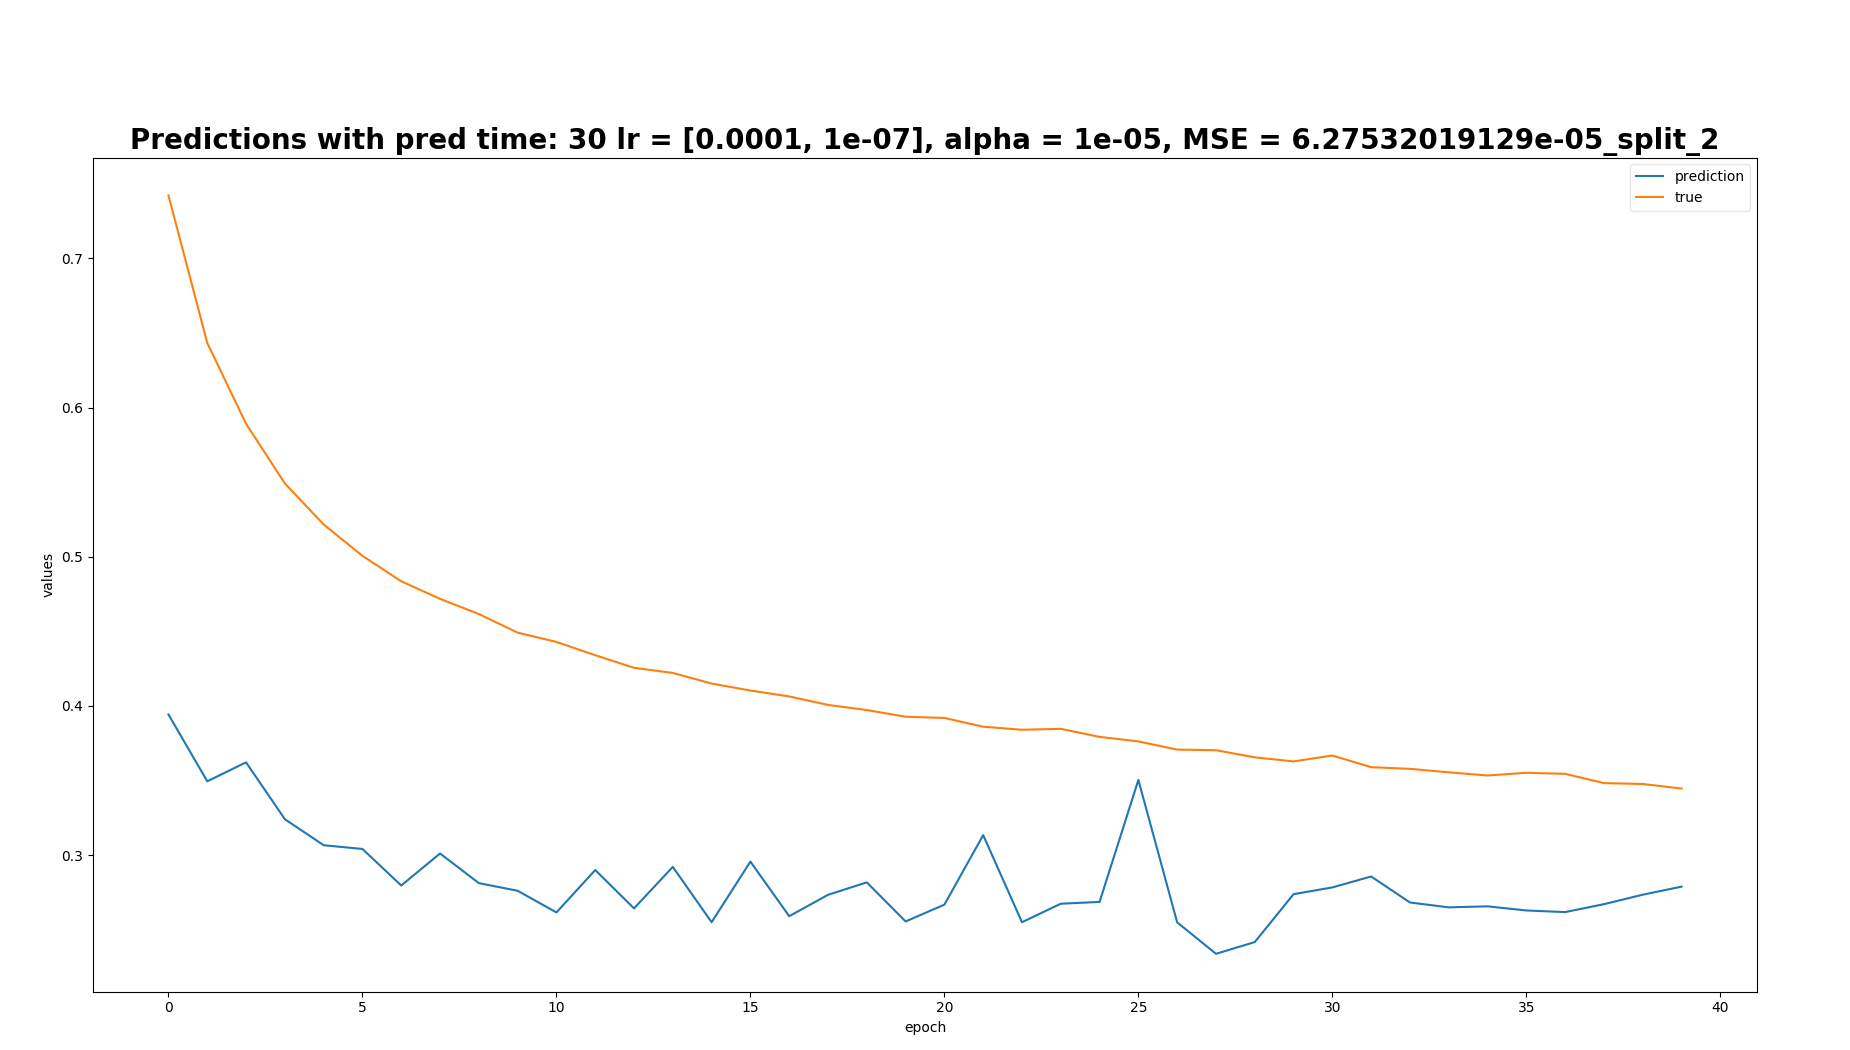 Predictions with pred time: 30 lr = [0.0001, 1e-07], alpha = 1e-05, MSE = 6.27532019129e-05_split_2
prediction
true
0.7
0.6
0.5
0.4
0.3
values
0 5 10 15 20 25 30 35 40
epoch